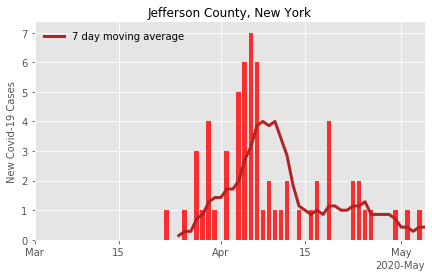 Jefferson County, New York
7 day moving average
New Covid-19 Cases
7
6
5
4
3
2
1
0
Mar 15 Apr 15 May
2020-May